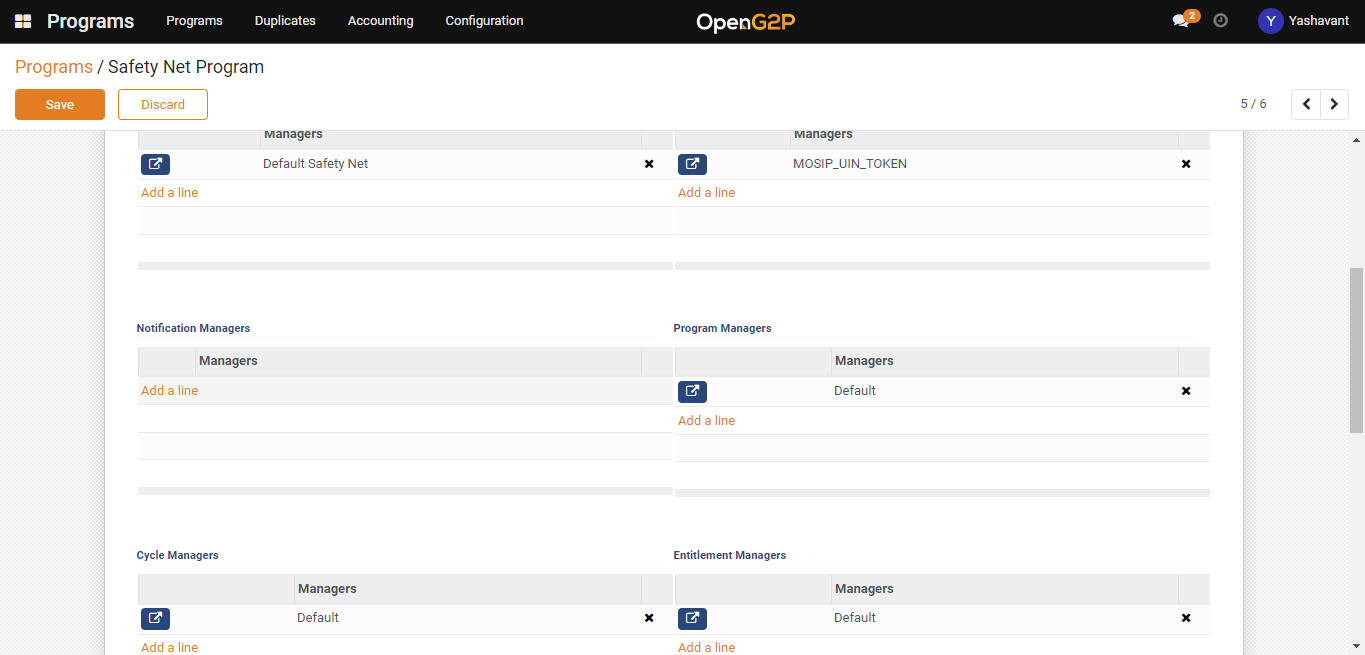 Programs Programs Duplicates Accounting Configuration OpenG2P 2 Y Yashavant
Programs / Safety Net Program
Save Discard 5 / 6
Managers Managers
Default Safety Net MOSIP_UIN_TOKEN
Add a line Add a line
Notification Managers Program Managers
Managers Managers
Add a line Default
Add a line
Cycle Managers Entitlement Managers
Managers Managers
Default Default
Add a line Add a line